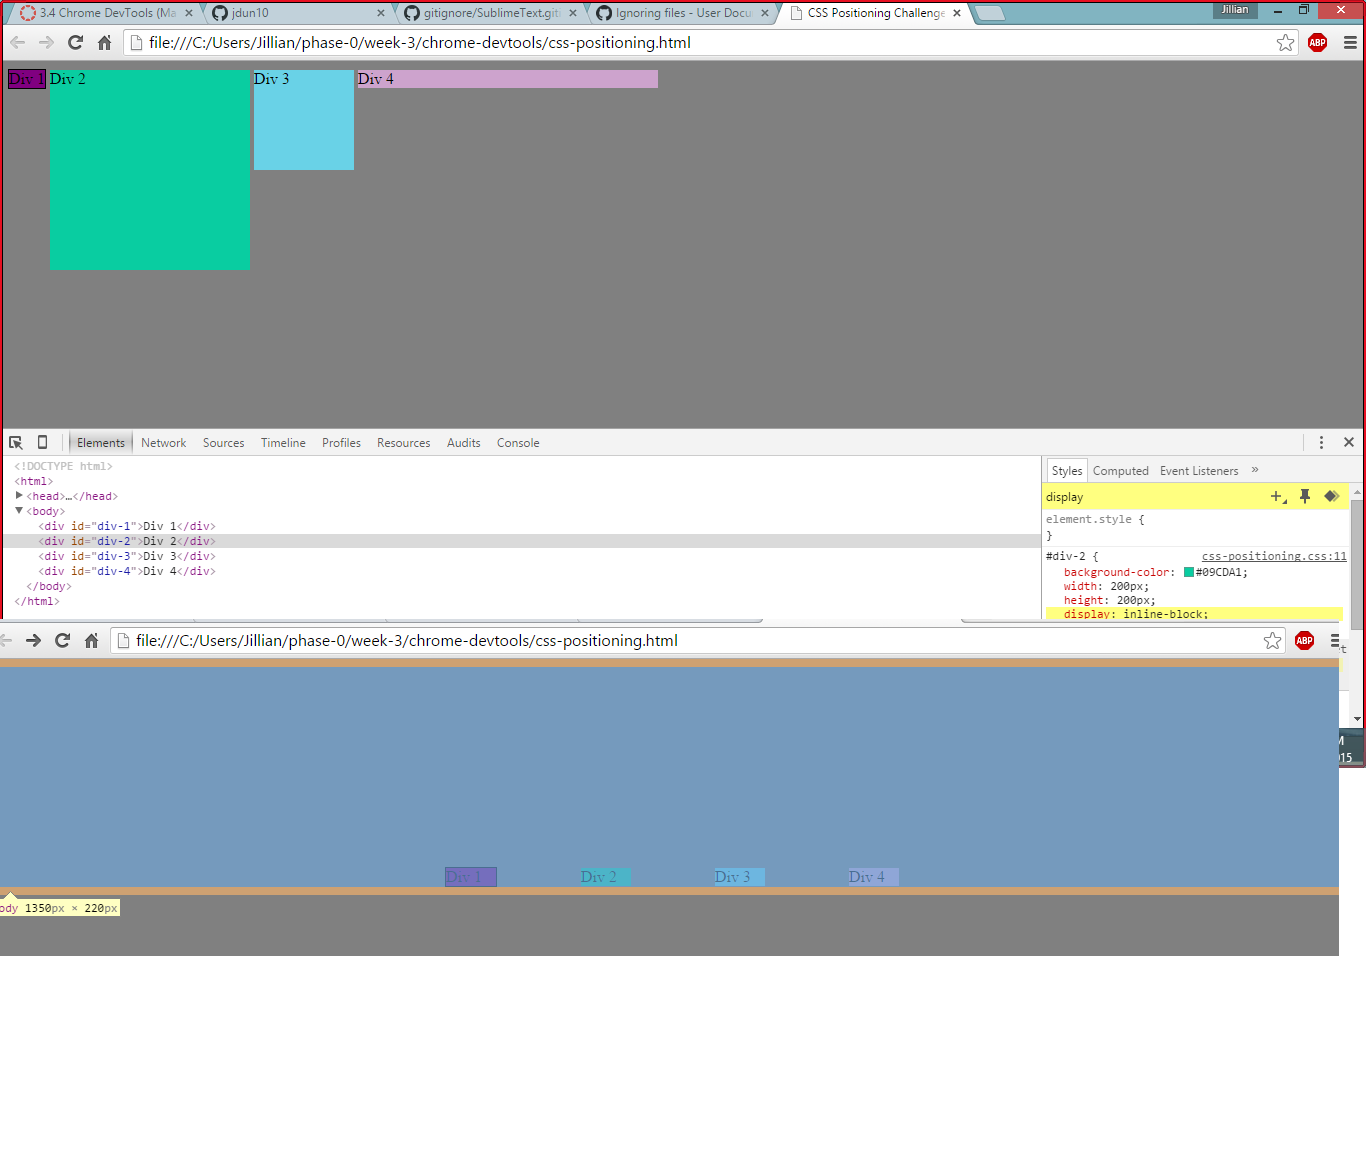 3.4 Chrome DevTools (Ma jdun10 gitignore/SublimeText.git Ignoring files - User Docu CSS Positioning Challenge Jillian
file:///C:/Users/Jillian/phase-0/week-3/chrome-devtools/css-positioning.html ABP
Div 1 Div 2 Div 3 Div 4
Elements Network Sources Timeline Profiles Resources Audits Console
<!DOCTYPE html>
<html>
<head>…</head>
<body>
<div id="div-1">Div 1</div>
<div id="div-2">Div 2</div>
<div id="div-3">Div 3</div>
<div id="div-4">Div 4</div>
</body>
</html>
Styles Computed Event Listeners »
display
element.style {
}
#div-2 { css-positioning.css:11
background-color: #09CDA1;
width: 200px;
height: 200px;
display: inline-block;
file:///C:/Users/Jillian/phase-0/week-3/chrome-devtools/css-positioning.html ABP
M
015
Div 1 Div 2 Div 3 Div 4
ody 1350px × 220px